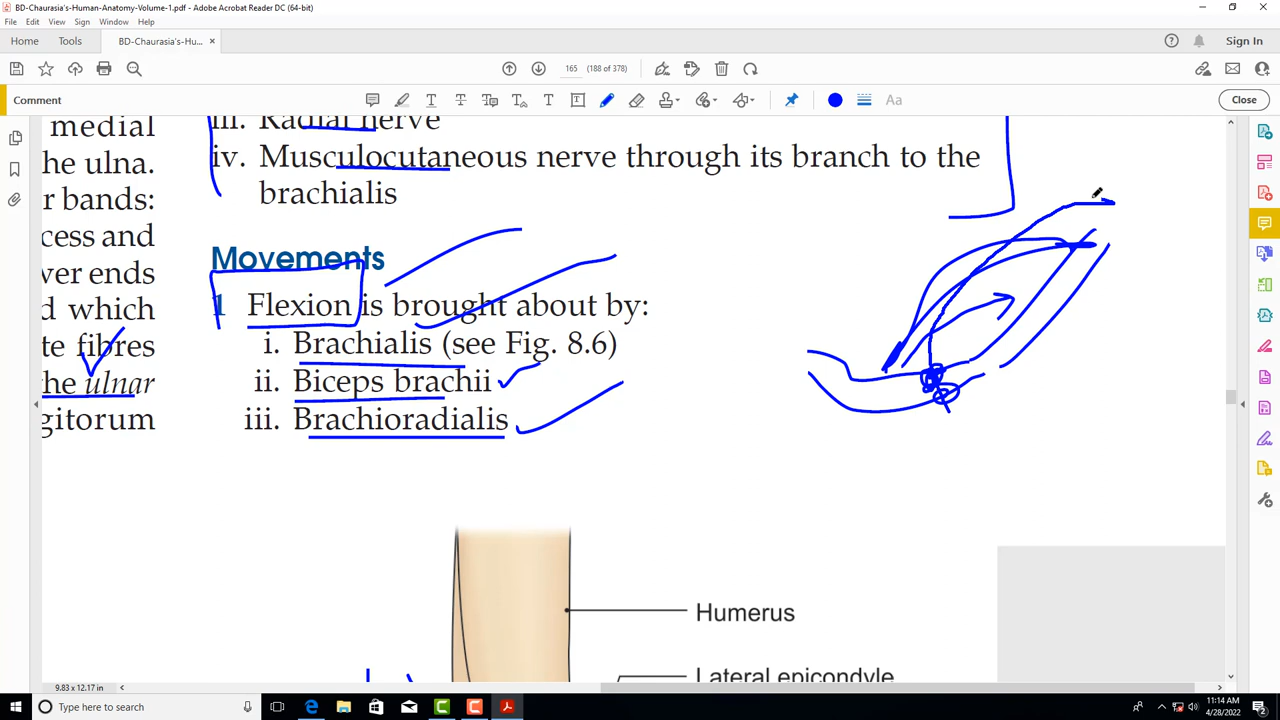 BD-Chaurasia's-Human-Anatomy-Volume-1.pdf - Adobe Acrobat Reader DC (64-bit)
File Edit View Sign Window Help
Home Tools BD-Chaurasia's-Hu... × Sign In
165 (188 of 378)
Comment Aa Close
medial
he ulna.
r bands:
cess and
ver ends
d which
te fibres
he ulnar
gitorum
iii. Radial nerve
iv. Musculocutaneous nerve through its branch to the
brachialis
Movements
1 Flexion is brought about by:
i. Brachialis (see Fig. 8.6)
ii. Biceps brachii
iii. Brachioradialis
Humerus
Lateral epicondyle
9.83 x 12.17 in
Type here to search
11:14 AM
4/28/2022
2